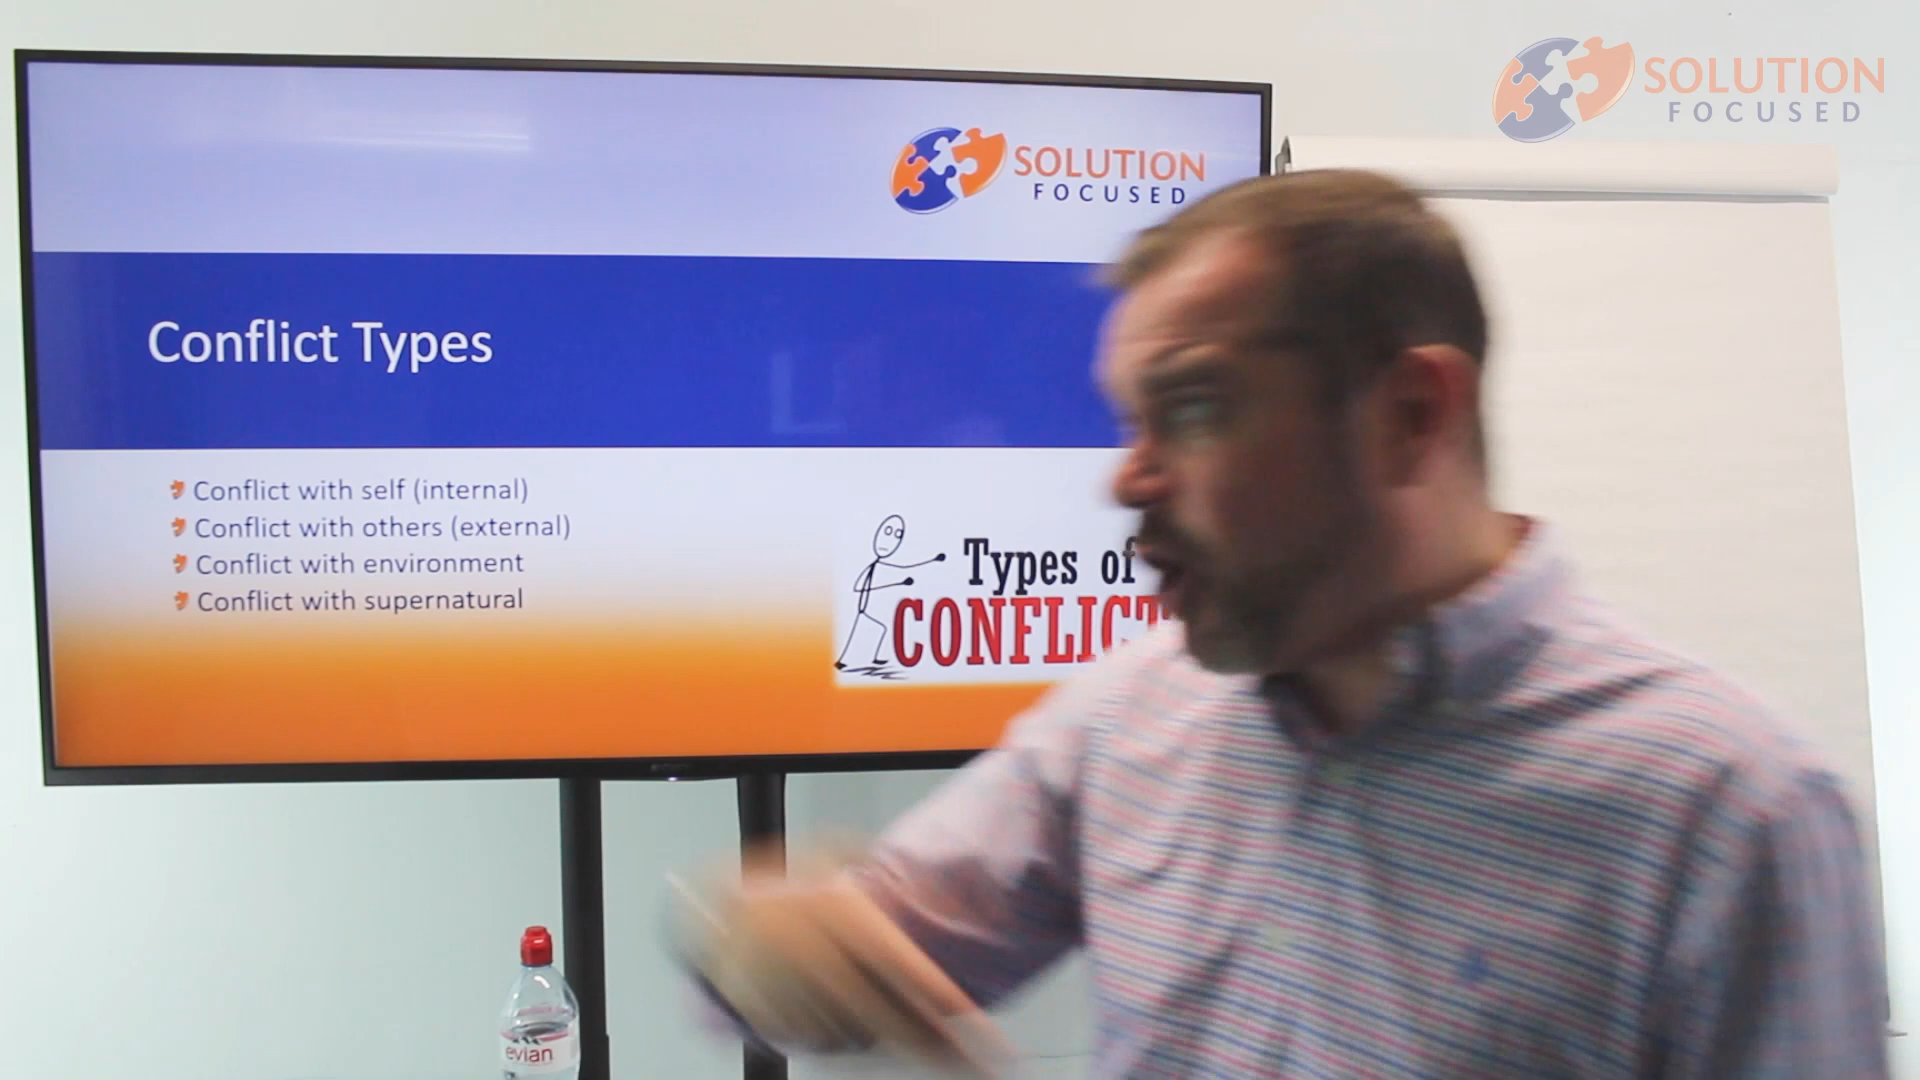 SOLUTION
FOCUSED
SOLUTION
FOCUSED
Conflict Types
Conflict with self (internal)
Conflict with others (external)
Conflict with environment
Conflict with supernatural
Types of
CONFLICT
evian